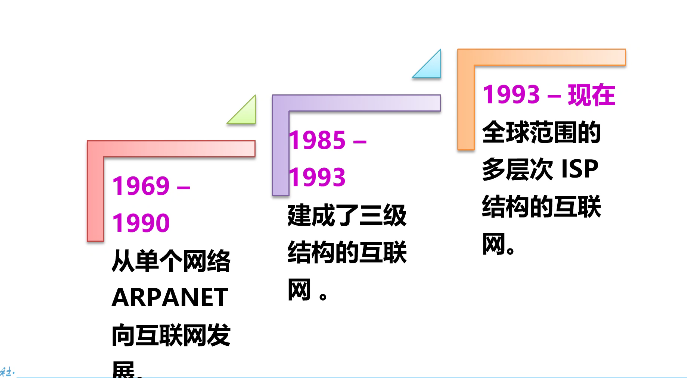 1969 –
1990
从单个网络
ARPANET
向互联网发
展。
1985 –
1993
建成了三级
结构的互联
网 。
1993 – 现在
全球范围的
多层次 ISP
结构的互联
网。